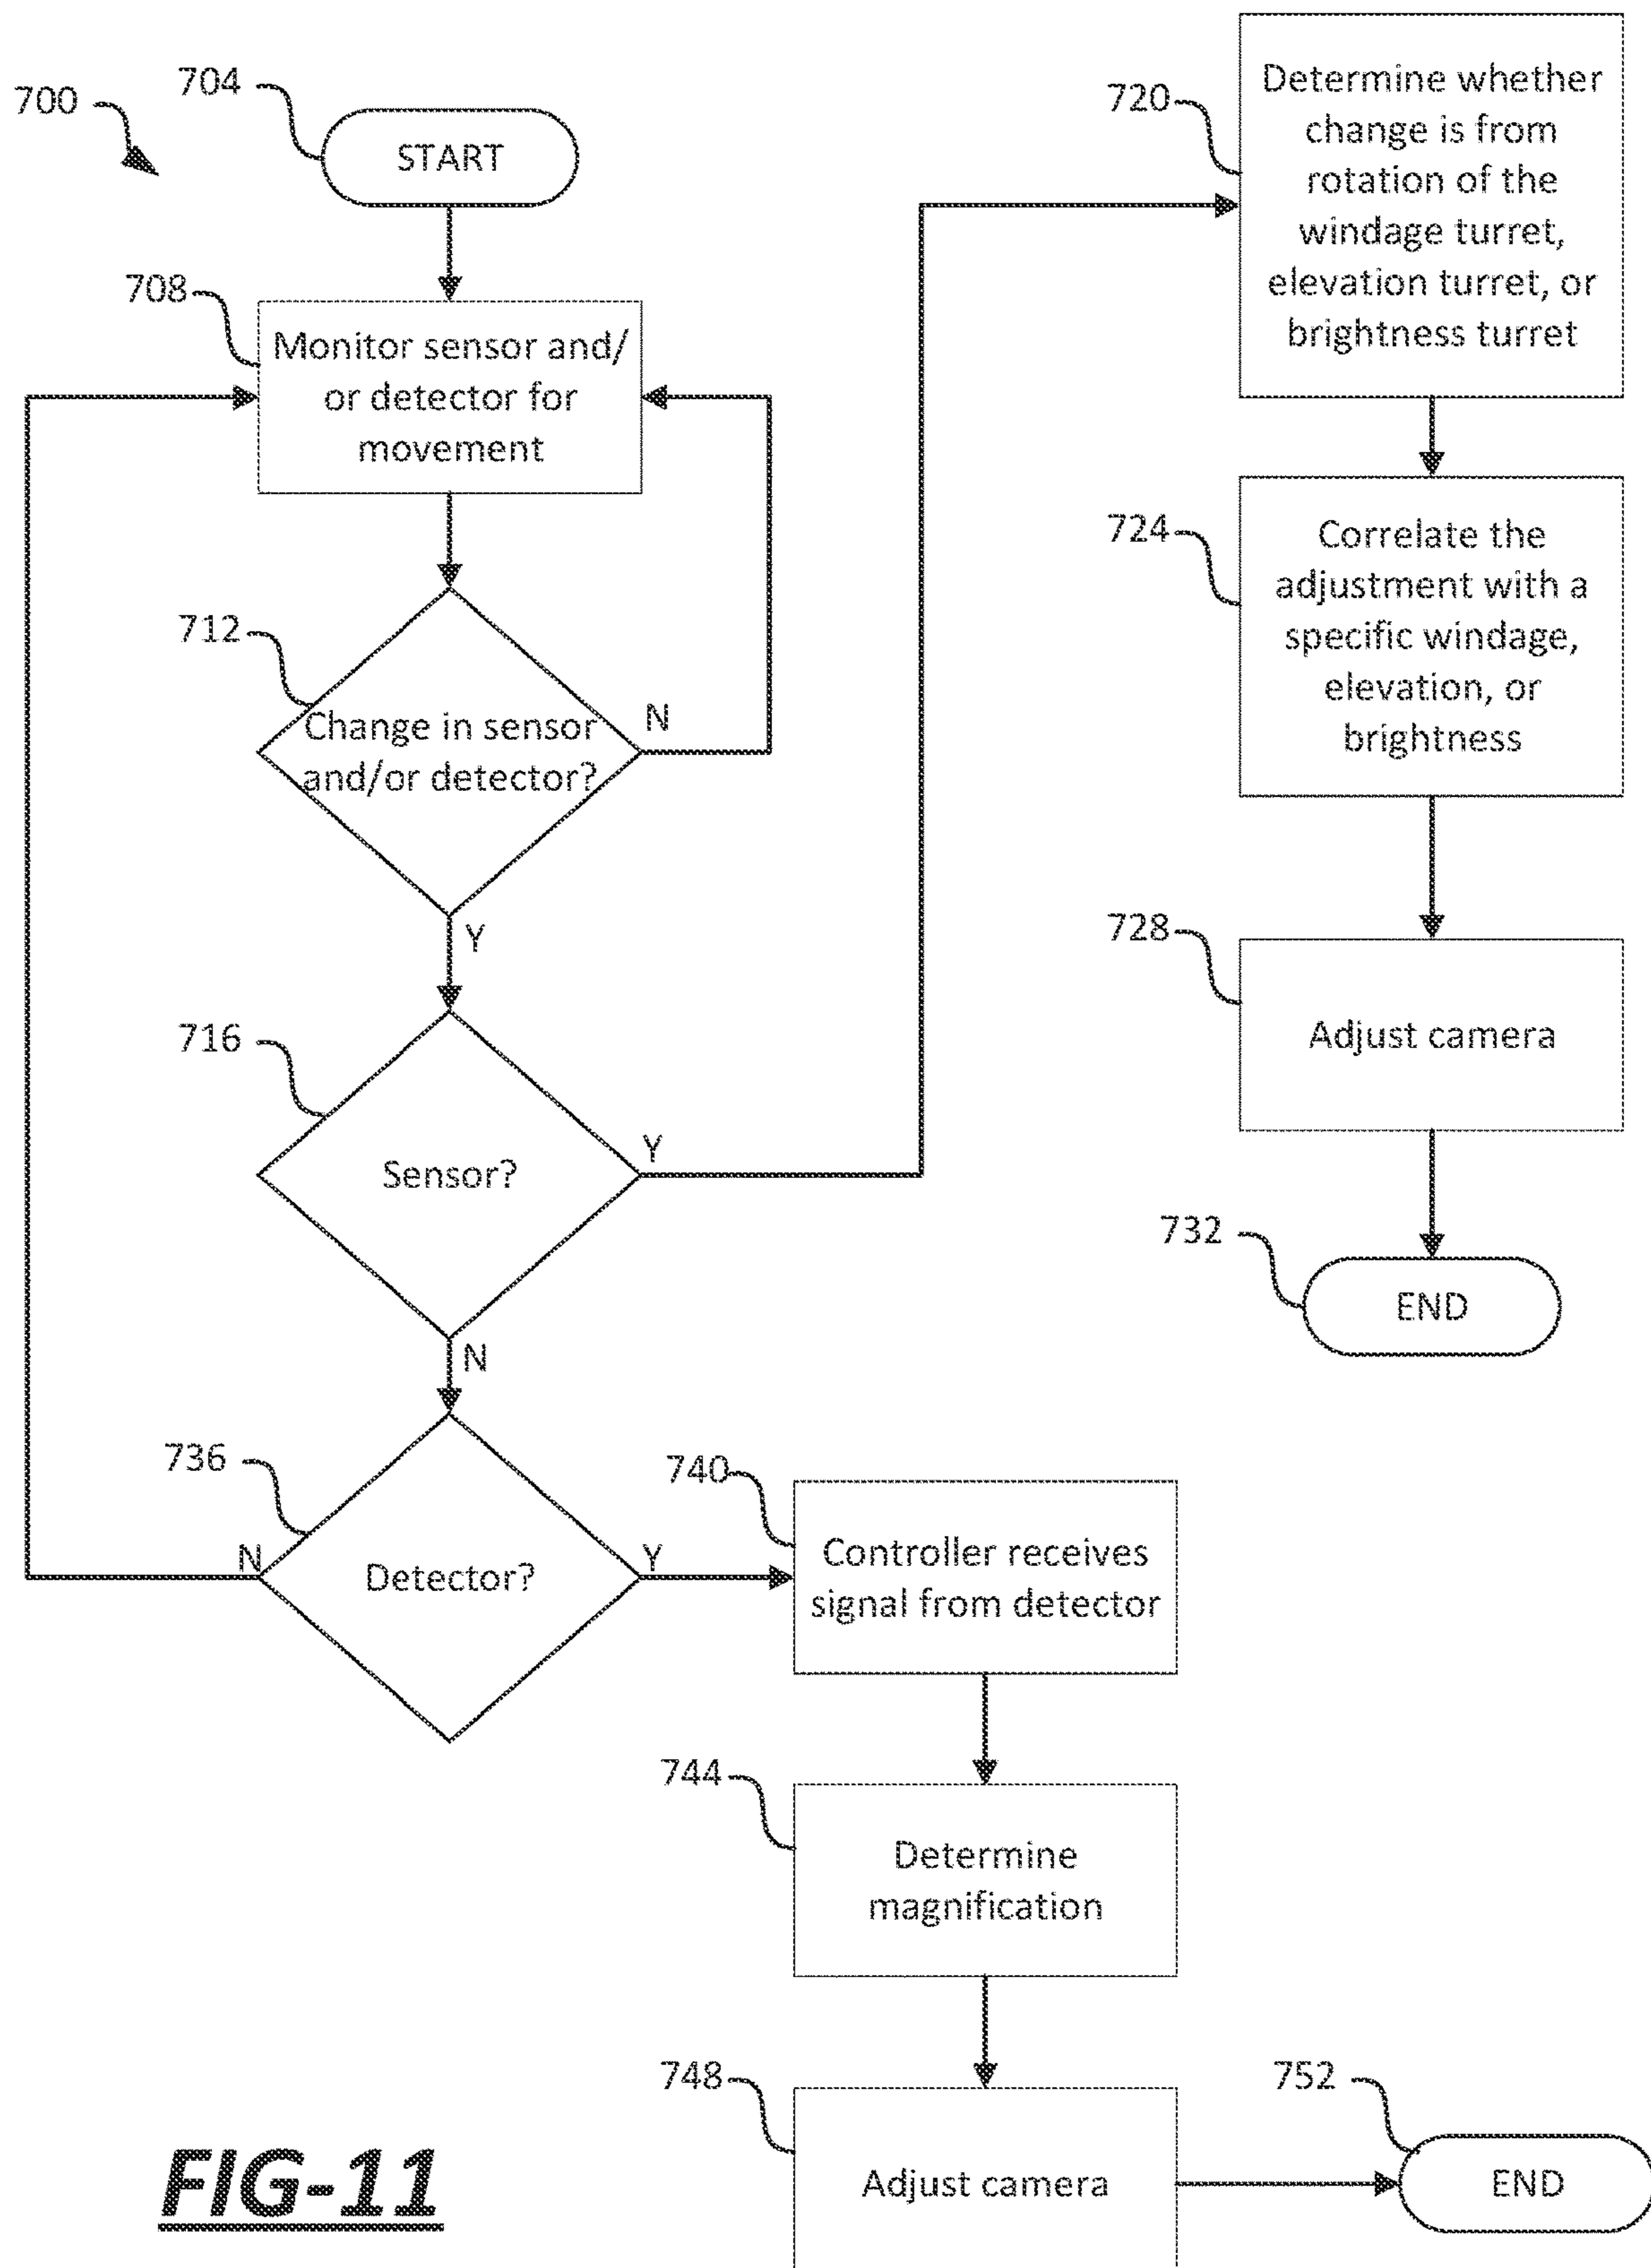 700
704
START
708
Monitor sensor and/
or detector for
movement
712
Change in sensor
and/or detector?
N
Y
716
Sensor?
Y
N
736
Detector?
N
Y
720
Determine whether
change is from
rotation of the
windage turret,
elevation turret, or
brightness turret
724
Correlate the
adjustment with a
specific windage,
elevation, or
brightness
728
Adjust camera
732
END
740
Controller receives
signal from detector
744
Determine
magnification
748
Adjust camera
752
END
FIG-11